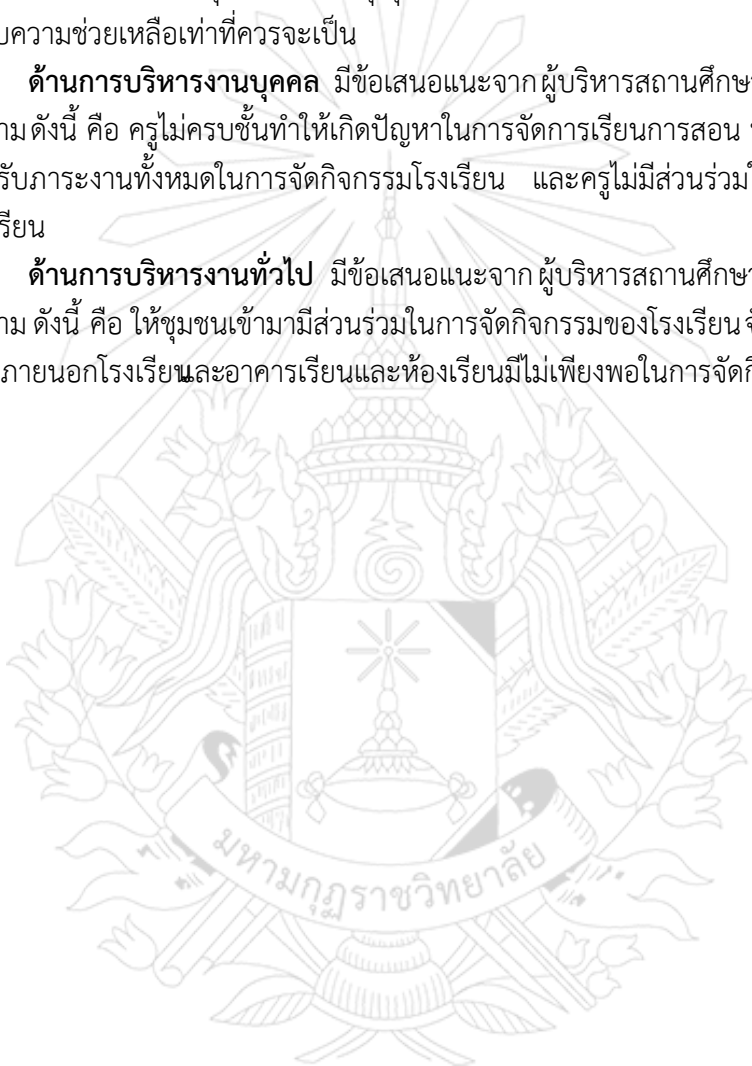 บความช่วยเหลือเท่าที่ควรจะเป็น
ด้านการบริหารงานบุคคล มีข้อเสนอแนะจาก ผู้บริหารสถานศึกษา
าม ดังนี้ คือ ครูไม่ครบชั้นทำให้เกิดปัญหาในการจัดการเรียนการสอน
รับภาระงานทั้งหมดในการจัดกิจกรรมโรงเรียน และครูไม่มีส่วนร่วม
รียน
ด้านการบริหารงานทั่วไป มีข้อเสนอแนะจาก ผู้บริหารสถานศึกษา
าม ดังนี้ คือ ให้ชุมชนเข้ามามีส่วนร่วมในการจัดกิจกรรมของโรงเรียน
ภายนอกโรงเรียนและอาคารเรียนและห้องเรียนมีไม่เพียงพอในการจัดกิ
มหามกุฏราชวิทยาลัย